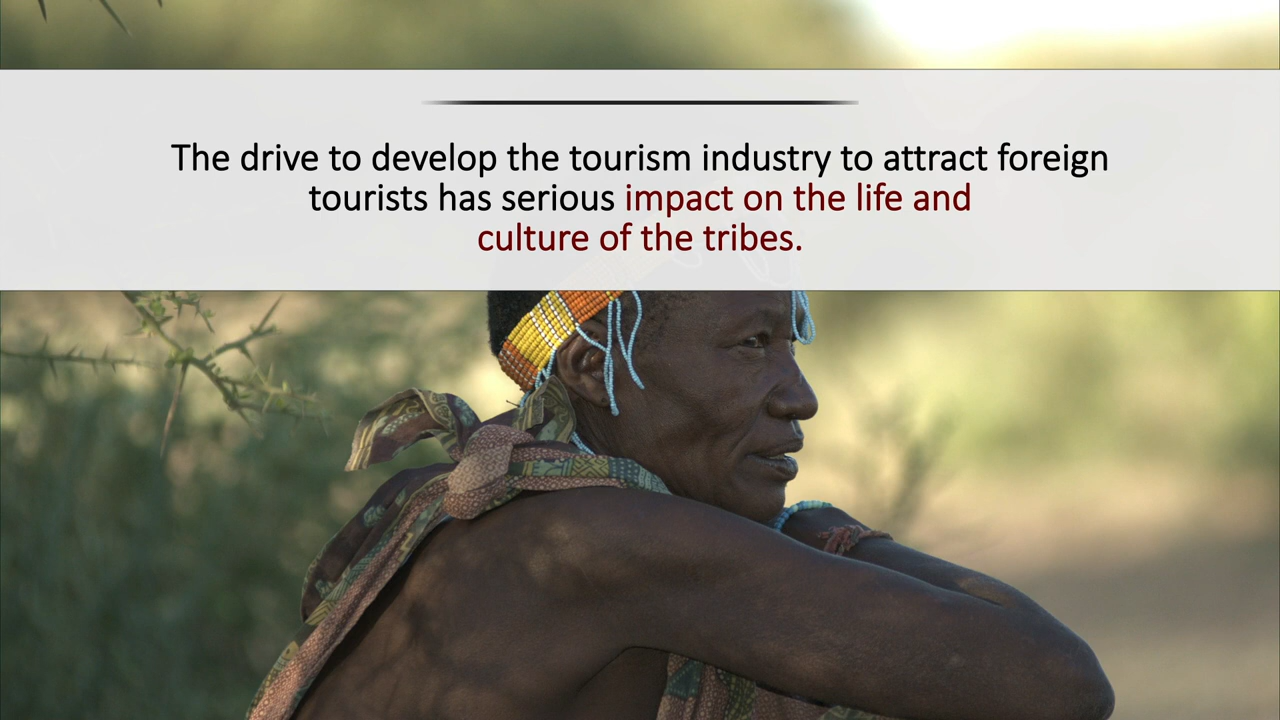 The drive to develop the tourism industry to attract foreign
tourists has serious impact on the life and
culture of the tribes.